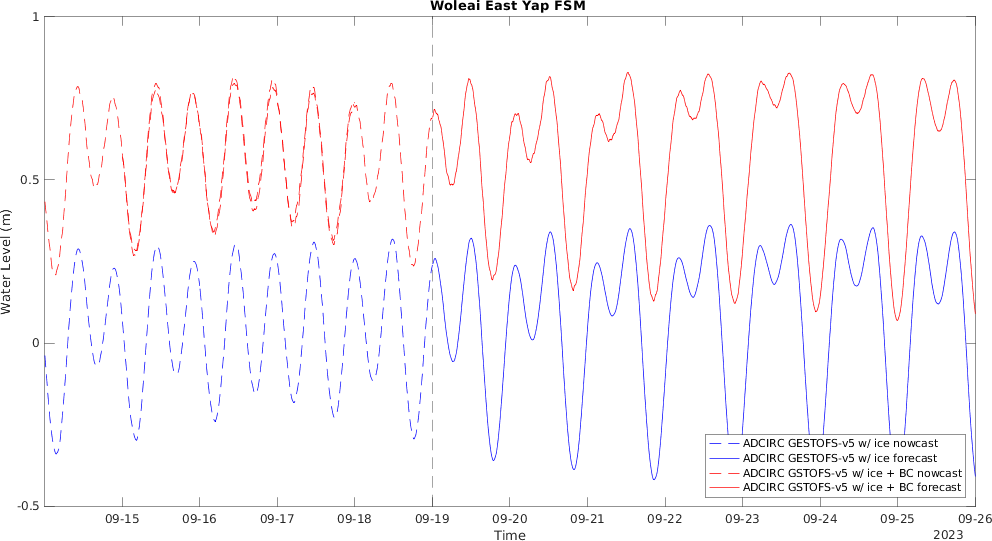 Woleai East Yap FSM
Water Level (m)
1
0.5
0
-0.5
ADCIRC GESTOFS-v5 w/ ice nowcast
ADCIRC GESTOFS-v5 w/ ice forecast
ADCIRC GSTOFS-v5 w/ ice + BC nowcast
ADCIRC GSTOFS-v5 w/ ice + BC forecast
09-15 09-16 09-17 09-18 09-19 09-20 09-21 09-22 09-23 09-24 09-25 09-26
Time
2023